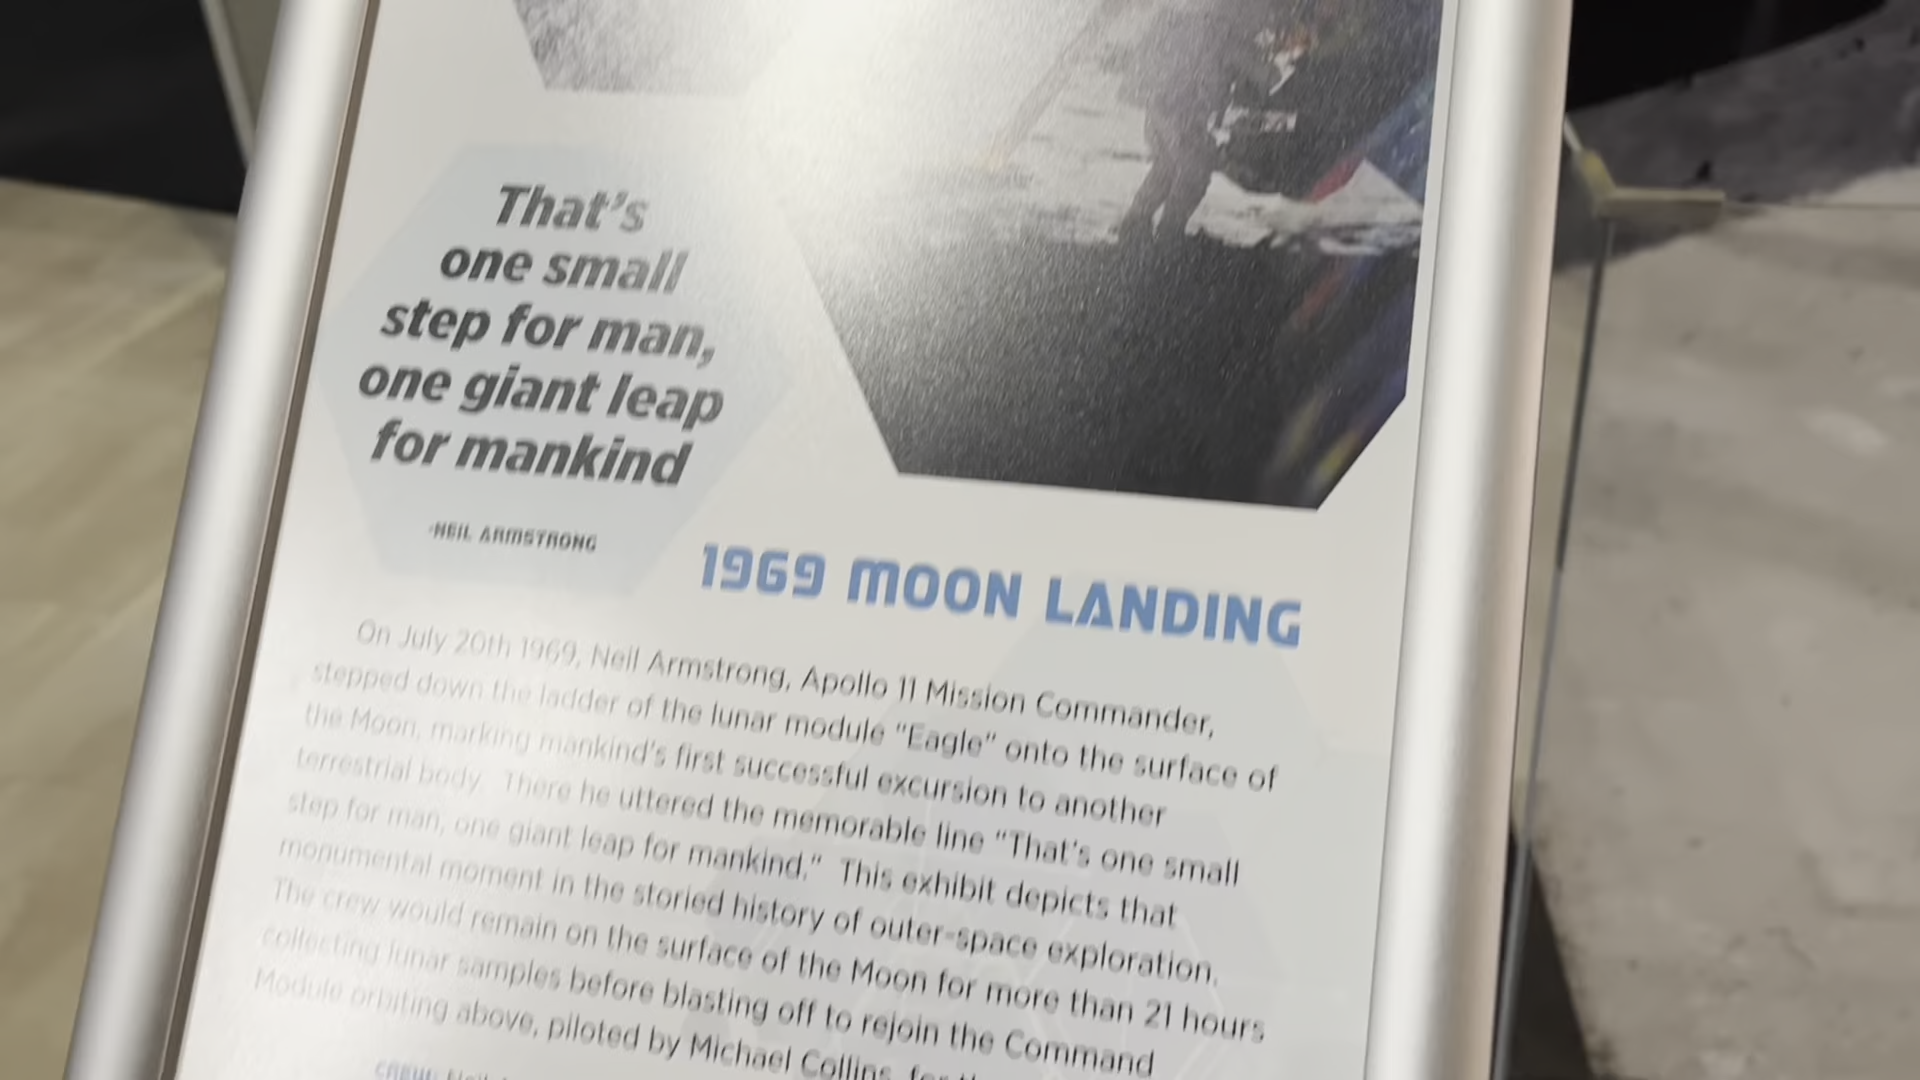 That's
one small
step for man,
one giant leap
for mankind
-NEIL ARMSTRONG
1969 MOON LANDING
On July 20th 1969, Neil Armstrong, Apollo 11 Mission Commander,
stepped down the ladder of the lunar module “Eagle” onto the surface of
the Moon, marking mankind's first successful excursion to another
terrestrial body. There he uttered the memorable line “That's one small
step for man, one giant leap for mankind.” This exhibit depicts that
monumental moment in the storied history of outer-space exploration.
The crew would remain on the surface of the Moon for more than 21 hours
collecting lunar samples before blasting off to rejoin the Command
Module orbiting above, piloted by Michael Collins, for
CREW: